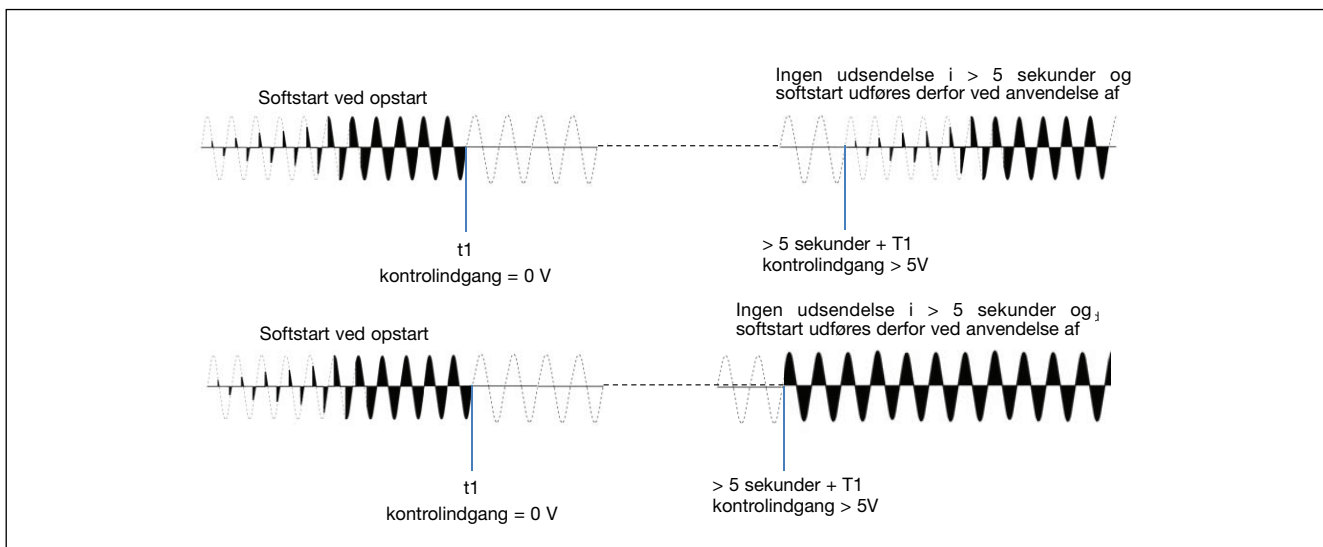 Softstart ved opstart
Ingen udsendelse i > 5 sekunder og
softstart udføres derfor ved anvendelse af
t1
kontrolindgang = 0 V
> 5 sekunder + T1
kontrolindgang > 5V
Softstart ved opstart
Ingen udsendelse i > 5 sekunder og
softstart udføres derfor ved anvendelse af
t1
kontrolindgang = 0 V
> 5 sekunder + T1
kontrolindgang > 5V